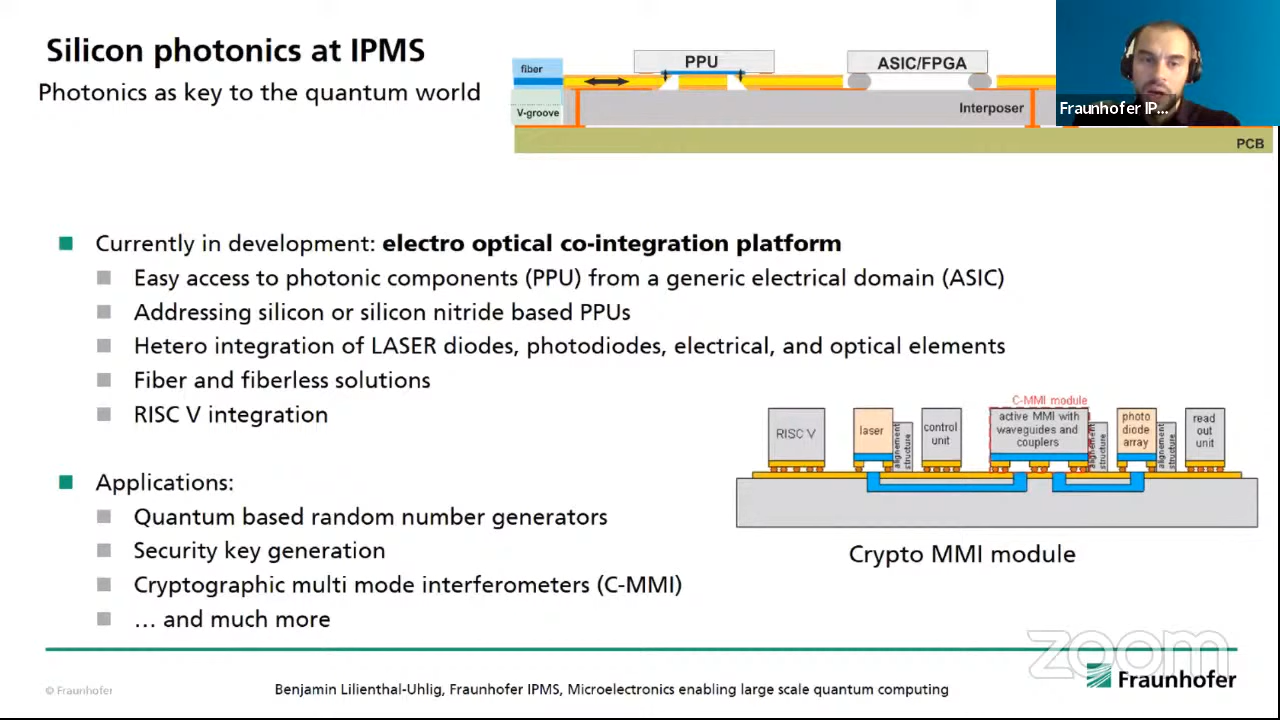 Silicon photonics at IPMS
Photonics as key to the quantum world
fiber
V-groove
PPU
ASIC/FPGA
Interposer
PCB
Fraunhofer IP...
Currently in development: electro optical co-integration platform
Easy access to photonic components (PPU) from a generic electrical domain (ASIC)
Addressing silicon or silicon nitride based PPUs
Hetero integration of LASER diodes, photodiodes, electrical, and optical elements
Fiber and fiberless solutions
RISC V integration
Applications:
Quantum based random number generators
Security key generation
Cryptographic multi mode interferometers (C-MMI)
… and much more
C-MMI module
RISC V
laser
alignement
structure
control
unit
active MMI with
waveguides and
couplers
alignement
structure
photo
diode
array
alignement
structure
read
out
unit
Crypto MMI module
zoom
© Fraunhofer
Benjamin Lilienthal-Uhlig, Fraunhofer IPMS, Microelectronics enabling large scale quantum computing
Fraunhofer